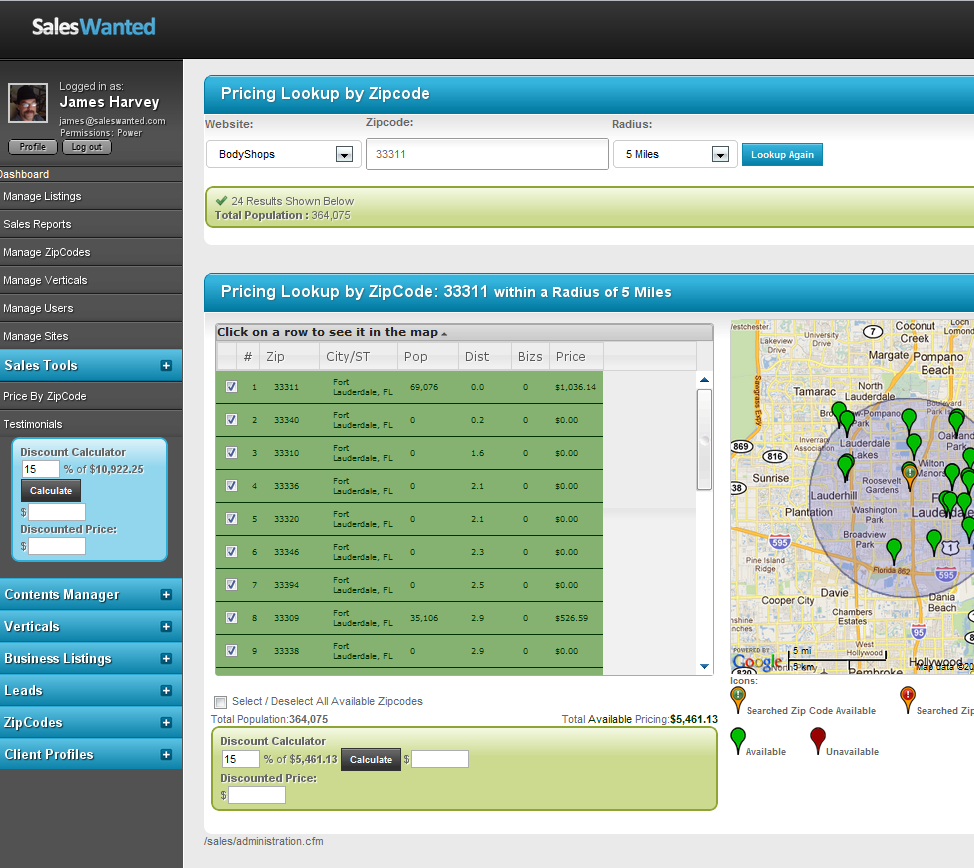 SalesWanted
Logged in as:
James Harvey
james@saleswanted.com
Permissions: Power
Profile
Log out
Dashboard
Manage Listings
Sales Reports
Manage ZipCodes
Manage Verticals
Manage Users
Manage Sites
Sales Tools
Price By ZipCode
Testimonials
Discount Calculator
15 % of $10,922.25
Calculate
$
Discounted Price:
$
Contents Manager
Verticals
Business Listings
Leads
ZipCodes
Client Profiles
Pricing Lookup by Zipcode
Website: Zipcode: Radius:
BodyShops 33311 5 Miles Lookup Again
24 Results Shown Below
Total Population : 364,075
Pricing Lookup by ZipCode: 33311 within a Radius of 5 Miles
Click on a row to see it in the map
# Zip City/ST Pop Dist Bizs Price
1 33311 Fort Lauderdale, FL 69,076 0.0 0 $1,036.14
2 33340 Fort Lauderdale, FL 0 0.2 0 $0.00
3 33310 Fort Lauderdale, FL 0 1.6 0 $0.00
4 33336 Fort Lauderdale, FL 0 2.1 0 $0.00
5 33320 Fort Lauderdale, FL 0 2.1 0 $0.00
6 33346 Fort Lauderdale, FL 0 2.3 0 $0.00
7 33394 Fort Lauderdale, FL 0 2.5 0 $0.00
8 33309 Fort Lauderdale, FL 35,106 2.9 0 $526.59
9 33338 Fort Lauderdale, FL 0 2.9 0 $0.00
Select / Deselect All Available Zipcodes
Total Population:364,075
Total Available Pricing:$5,461.13
Discount Calculator
15 % of $5,461.13 Calculate $
Discounted Price:
$
/sales/administration.cfm
Lakeview Drive
University Drive
7
Coconut Creek
Margate
Pompano Beach
Sawgrass Expy
Tamarac
North Lauderdale
869
816
Lauderdale Lakes
Oakland
Sunrise
Wilton Manors
Roosevelt Gardens
Lauderhill
Plantation
Washington Park
Broadview Park
595
1
Pine Island Ridge
Florida 862
595
Cooper City
Davie
Dania Beach
Chambers Estates
95
West Hollywood
Hollywood
Pembroke
POWERED BY
Google
5 mi
5 km
Map data ©20
Icons:
Searched Zip Code Available
Searched Zip
Available
Unavailable